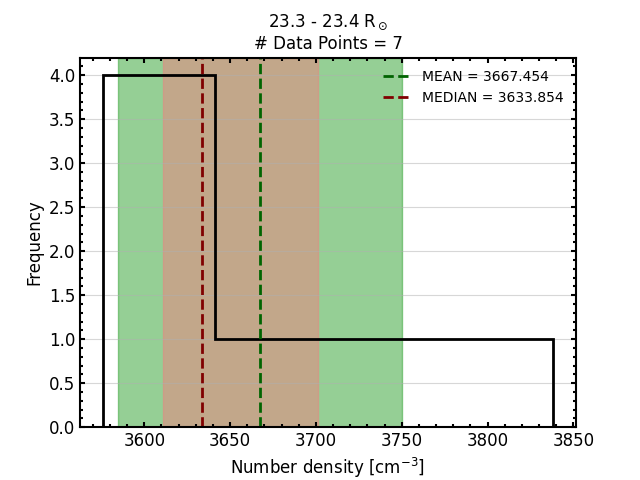 23.3 - 23.4 R⊙
# Data Points = 7
MEAN = 3667.454
MEDIAN = 3633.854
Frequency
4.0
3.5
3.0
2.5
2.0
1.5
1.0
0.5
0.0
3600 3650 3700 3750 3800 3850
Number density [cm⁻³]